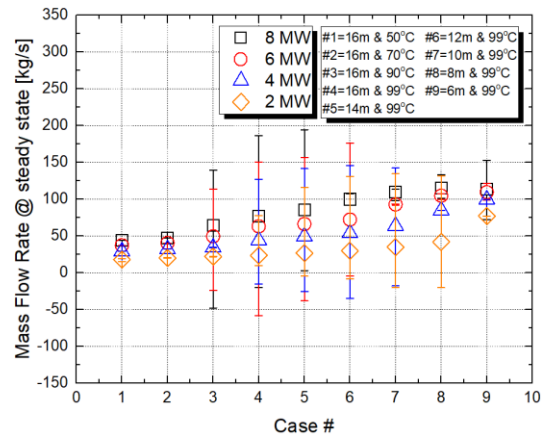 350
300
250
200
150
100
50
0
-50
-100
-150
Mass Flow Rate @ steady state [kg/s]
8 MW
6 MW
4 MW
2 MW
#1=16m & 50°C #6=12m & 99°C
#2=16m & 70°C #7=10m & 99°C
#3=16m & 90°C #8=8m & 99°C
#4=16m & 99°C #9=6m & 99°C
#5=14m & 99°C
0 1 2 3 4 5 6 7 8 9 10
Case #